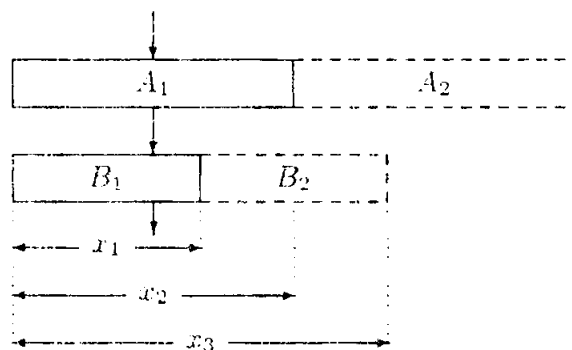 A₁ A₂
B₁ B₂
x₁
x₂
x₃